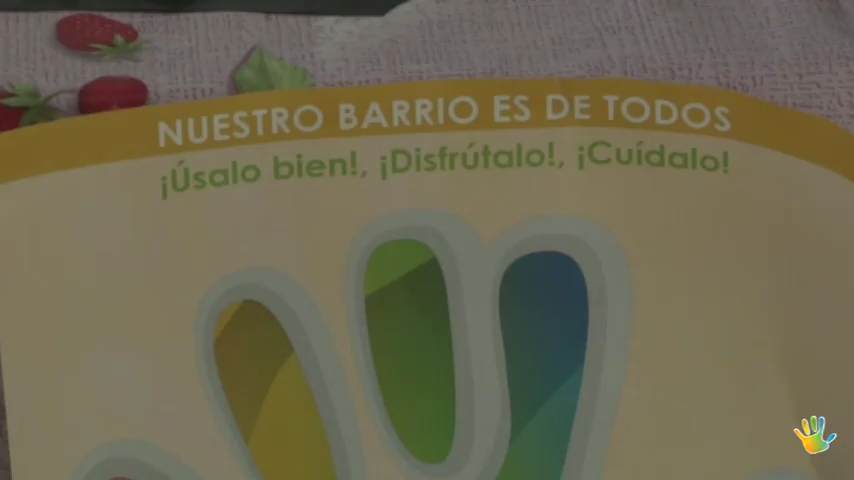 NUESTRO BARRIO ES DE TODOS
¡Úsalo bien!, ¡Disfrútalo!, ¡Cuídalo!